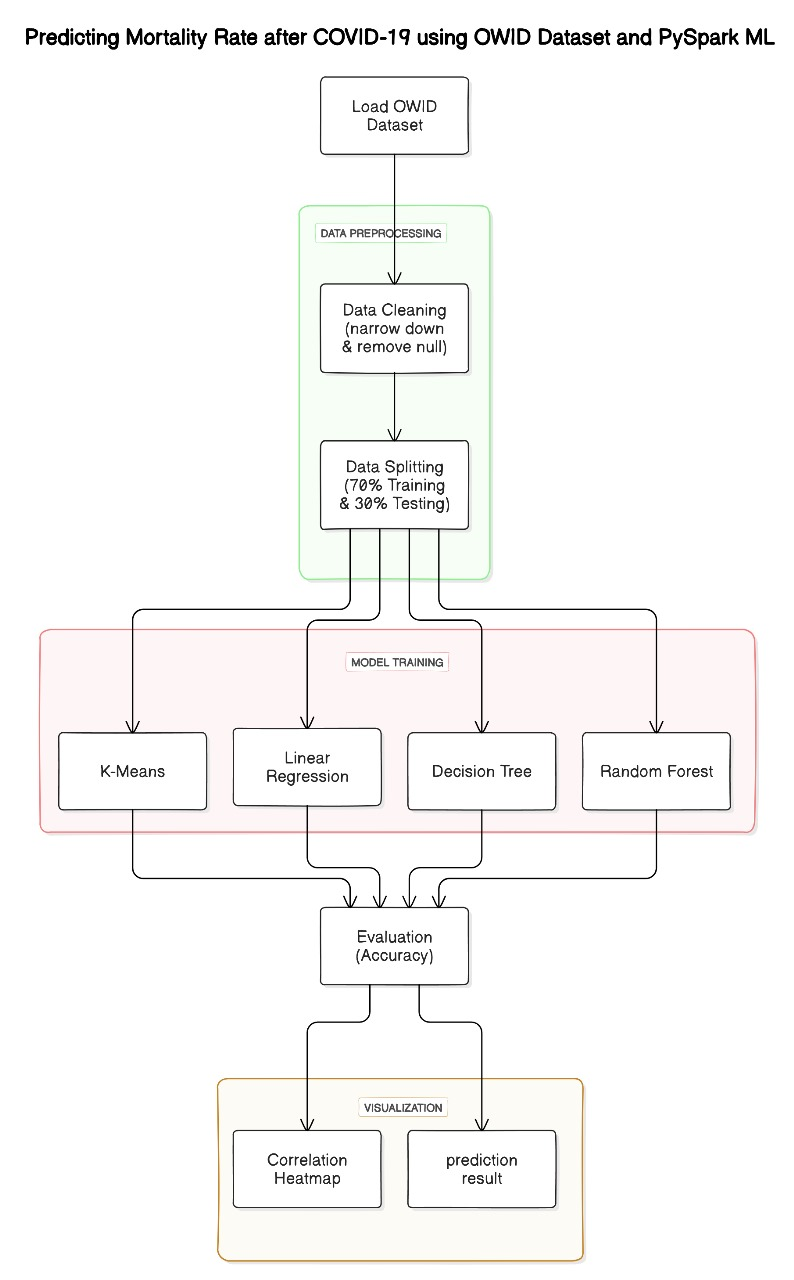 Predicting Mortality Rate after COVID-19 using OWID Dataset and PySpark ML
Load OWID
Dataset
DATA PREPROCESSING
Data Cleaning
(narrow down
& remove null)
Data Splitting
(70% Training
& 30% Testing)
MODEL TRAINING
K-Means
Linear
Regression
Decision Tree
Random Forest
Evaluation
(Accuracy)
VISUALIZATION
Correlation
Heatmap
prediction
result